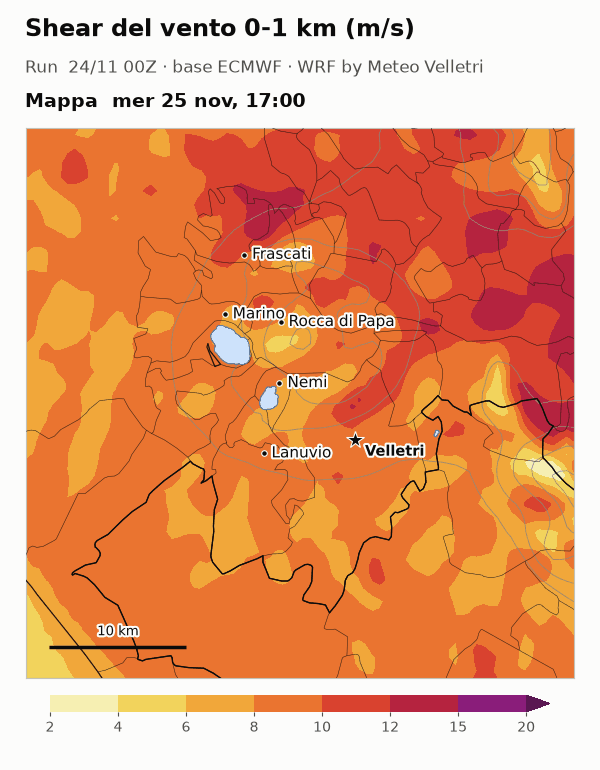 Shear del vento 0-1 km (m/s)
Run  24/11 00Z · base ECMWF · WRF by Meteo Velletri
Mappa  mer 25 nov, 17:00
Frascati
Marino
Rocca di Papa
Nemi
Velletri
Lanuvio
10 km
2 4 6 8 10 12 15 20